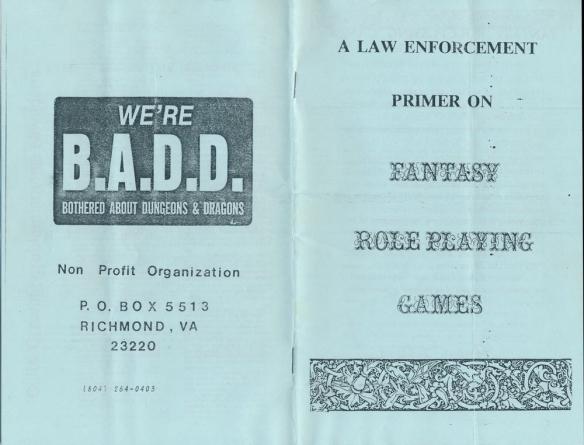 WE'RE
B.A.D.D.
BOTHERED ABOUT DUNGEONS & DRAGONS
Non Profit Organization
P. O. BOX 5513
RICHMOND, VA
23220
(804) 264-0403
A LAW ENFORCEMENT
PRIMER ON
FANTASY
ROLE PLAYING
GAMES